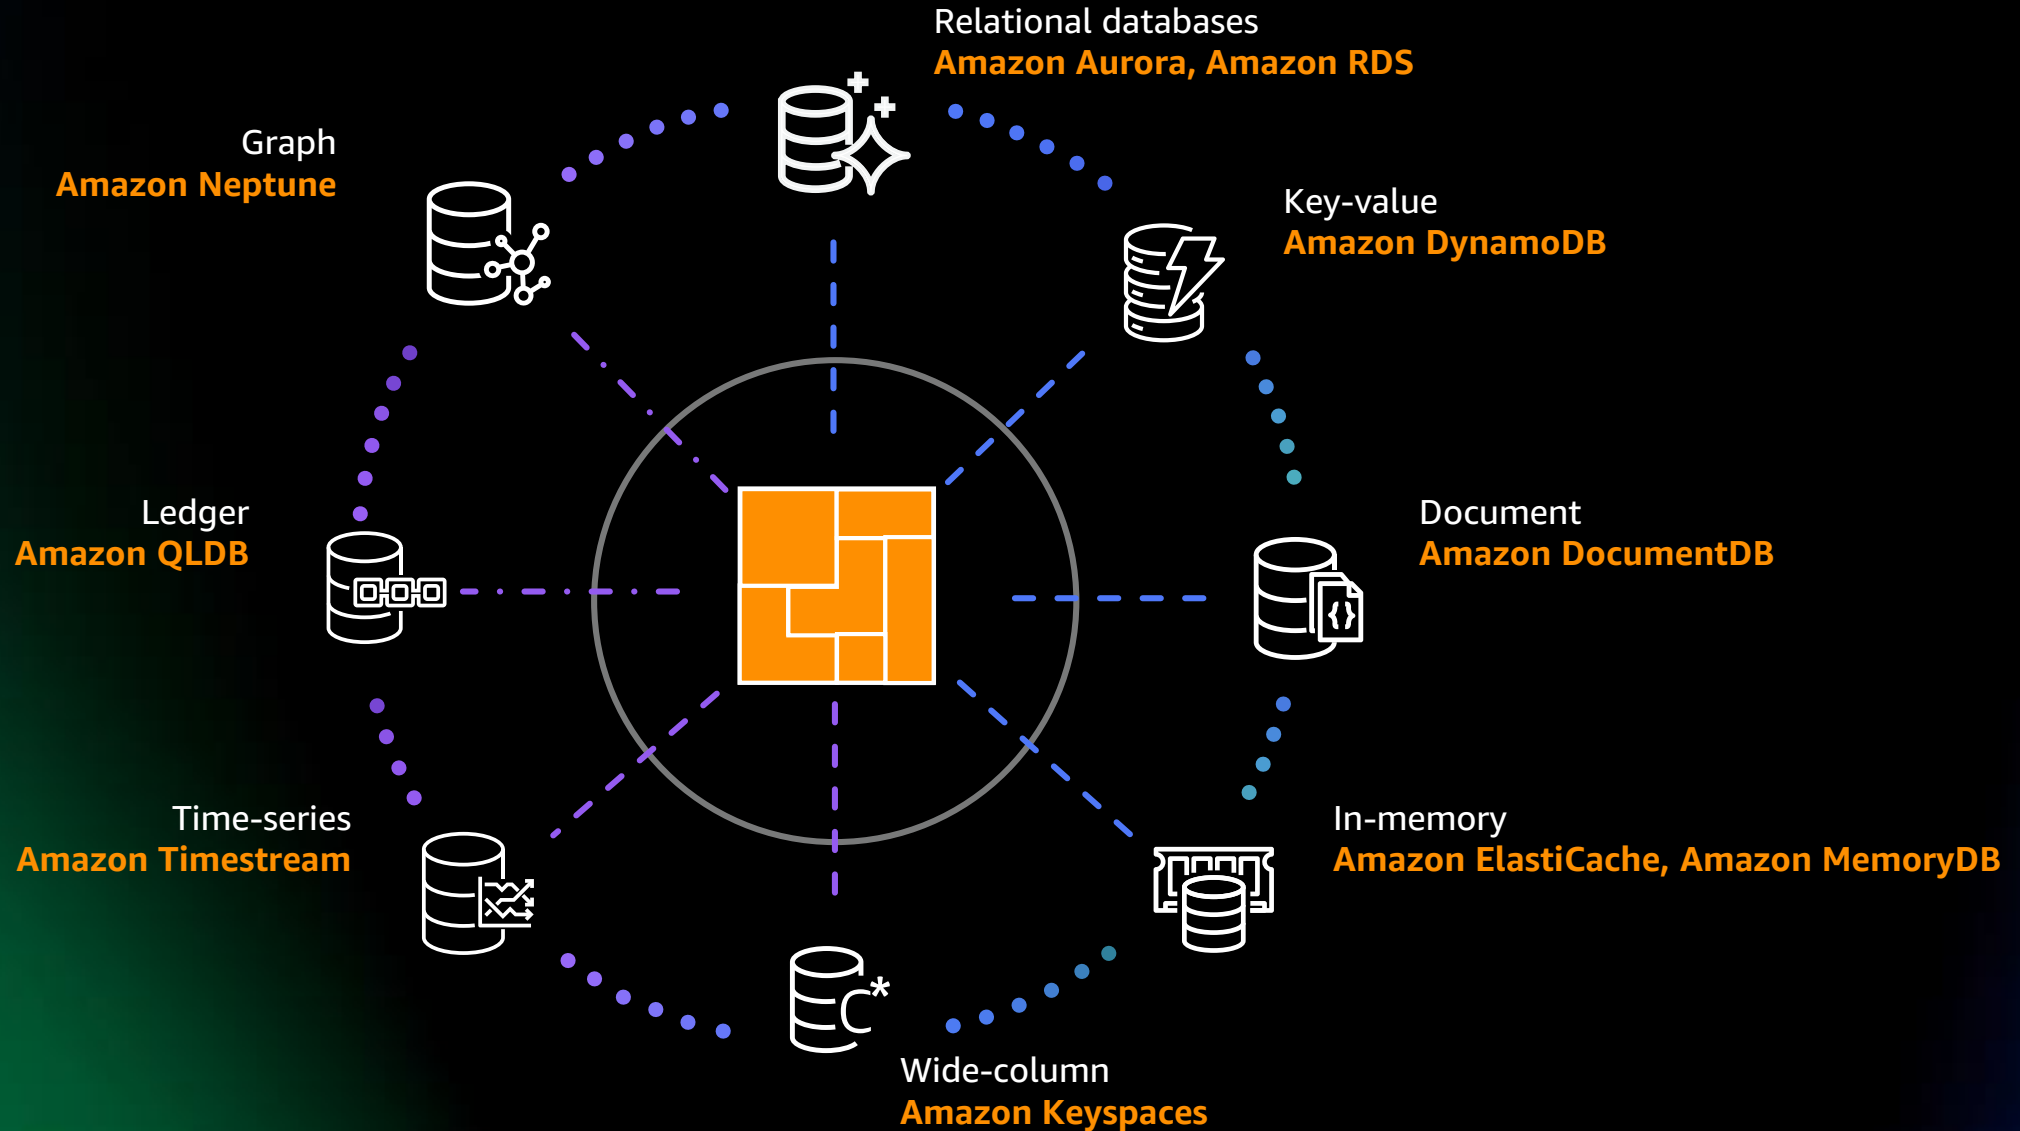 Relational databases
Amazon Aurora, Amazon RDS
Graph
Amazon Neptune
Key-value
Amazon DynamoDB
Ledger
Amazon QLDB
Document
Amazon DocumentDB
{}
Time-series
Amazon Timestream
In-memory
Amazon ElastiCache, Amazon MemoryDB
C*
Wide-column
Amazon Keyspaces